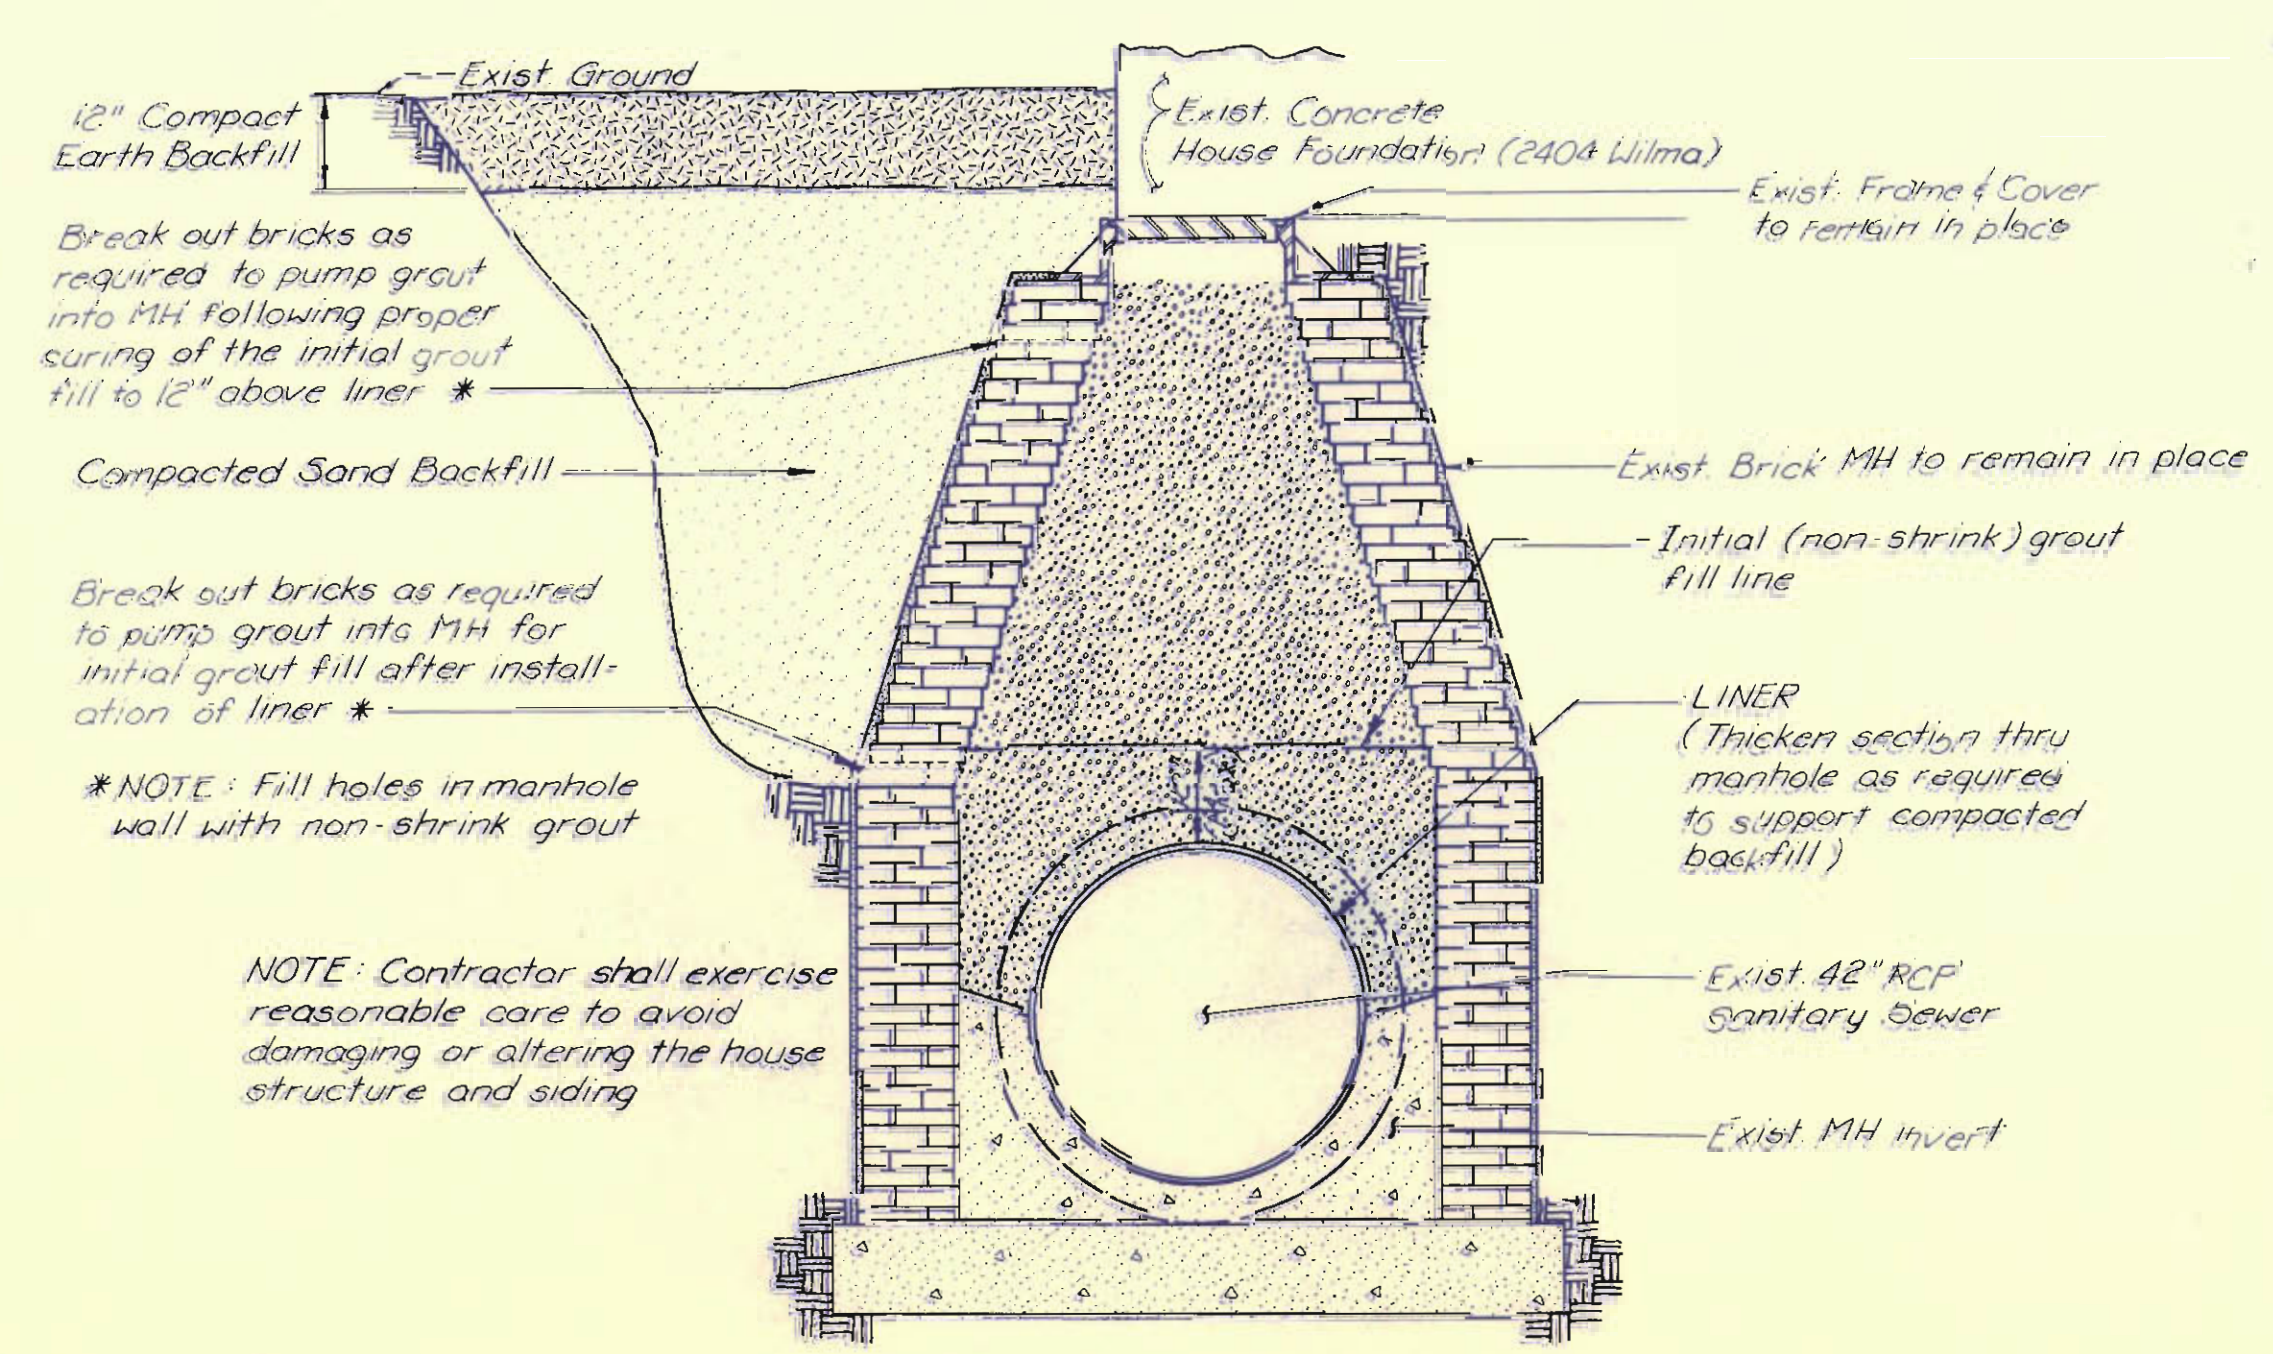 Exist. Ground
12" Compact
Earth Backfill
Exist. Concrete
House Foundation (2404 Wilma)
Exist. Frame & Cover
to remain in place
Break out bricks as
required to pump grout
into MH following proper
curing of the initial grout
fill to 12" above liner *
Compacted Sand Backfill
Exist. Brick MH to remain in place
- Initial (non-shrink) grout
fill line
Break out bricks as required
to pump grout into MH for
initial grout fill after install-
ation of liner *
LINER
(Thicken section thru
manhole as required
to support compacted
backfill)
* NOTE: Fill holes in manhole
wall with non-shrink grout
NOTE: Contractor shall exercise
reasonable care to avoid
damaging or altering the house
structure and siding
Exist. 42" RCP
Sanitary Sewer
Exist. MH invert